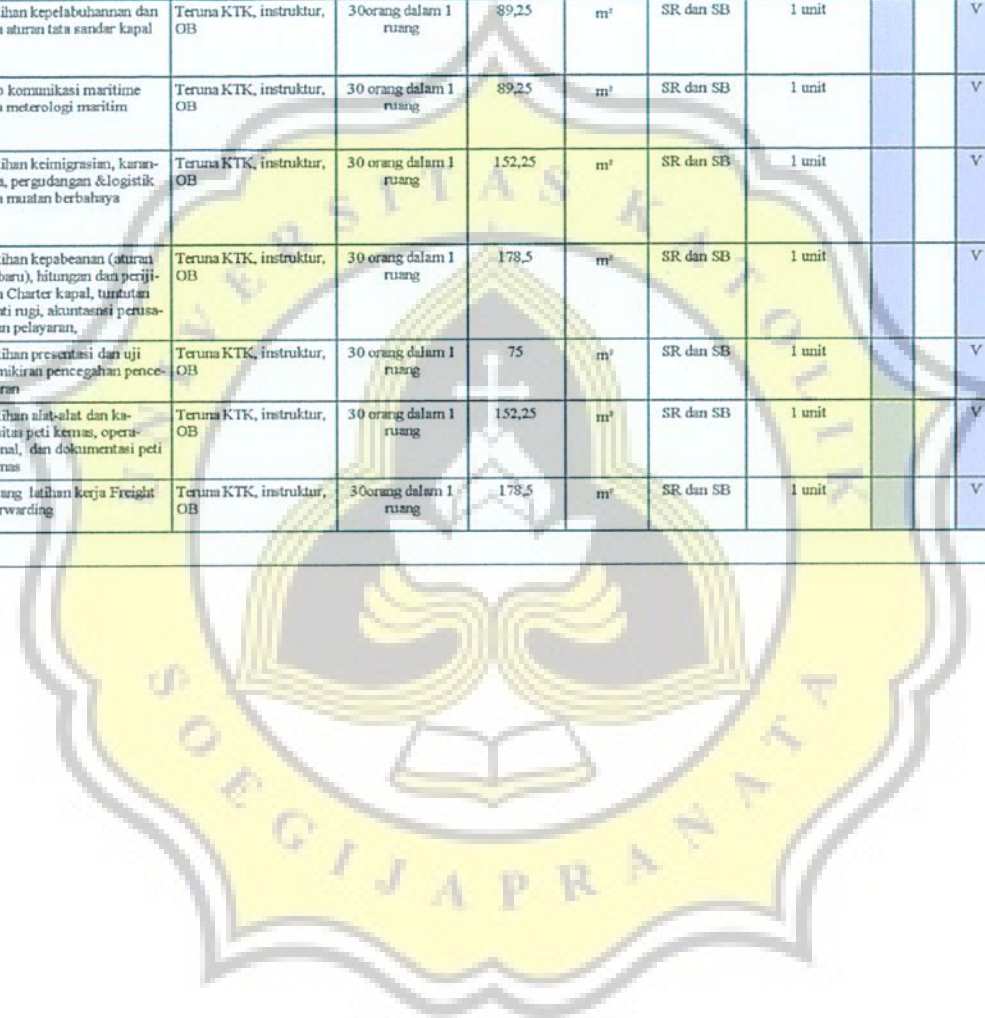 ihan kepelabuhannan dan
aturan tata sandar kapal
Teruna KTK, instruktur,
OB
30orang dalam 1
ruang
89,25
m²
SR dan SB
1 unit
V
komunikasi maritime
meterologi maritim
Teruna KTK, instruktur,
OB
30 orang dalam 1
ruang
89,25
m²
SR dan SB
1 unit
V
ihan keimigrasian, karan-
a, pergudangan &logistik
muatan berbahaya
Teruna KTK, instruktur,
OB
30 orang dalam 1
ruang
152,25
m²
SR dan SB
1 unit
V
ihan kepabeanan (aturan
baru), hitungan dan periji-
n Charter kapal, tuntutan
ti rugi, akuntasnsi perusa-
n pelayaran,
Teruna KTK, instruktur,
OB
30 orang dalam 1
ruang
178,5
m²
SR dan SB
1 unit
V
ihan presentasi dan uji
mikiran pencegahan pence-
ran
Teruna KTK, instruktur,
OB
30 orang dalam 1
ruang
75
m²
SR dan SB
1 unit
V
ihan alat-alat dan ka-
sitas peti kemas, opera-
nal, dan dokumentasi peti
mas
Teruna KTK, instruktur,
OB
30 orang dalam 1
ruang
152,25
m²
SR dan SB
1 unit
V
ang latihan kerja Freight
rwarding
Teruna KTK, instruktur,
OB
30orang dalam 1
ruang
178,5
m²
SR dan SB
1 unit
V
UNIVERSITAS KATOLIK
SOEGIJAPRANATA